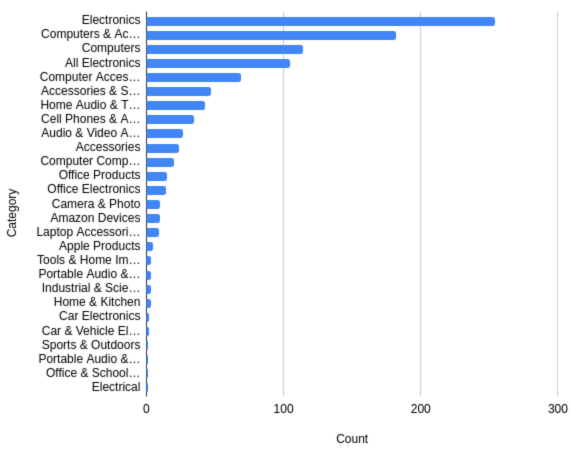 Electronics
Computers & Ac...
Computers
All Electronics
Computer Acces...
Accessories & S...
Home Audio & T...
Cell Phones & A...
Audio & Video A...
Accessories
Computer Comp...
Office Products
Office Electronics
Camera & Photo
Amazon Devices
Laptop Accessori...
Apple Products
Tools & Home Im...
Portable Audio &...
Industrial & Scie...
Home & Kitchen
Car Electronics
Car & Vehicle El...
Sports & Outdoors
Portable Audio &...
Office & School...
Electrical
Category
0 100 200 300
Count